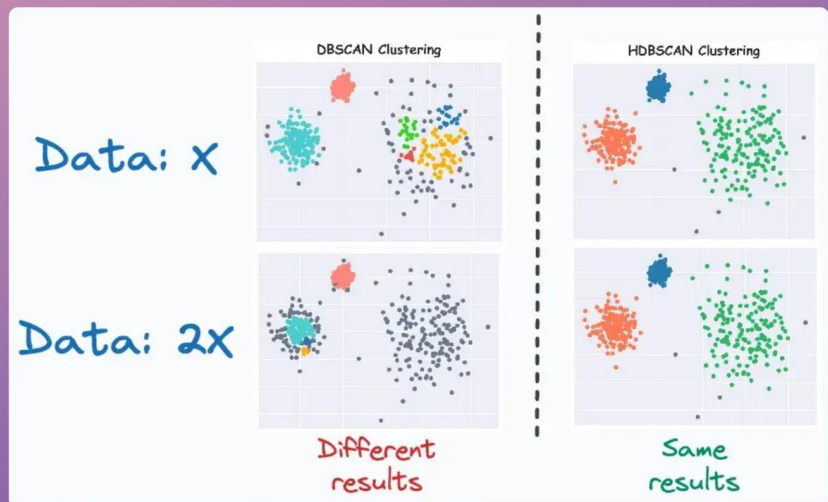 DBSCAN Clustering
HDBSCAN Clustering
Data: X
Data: 2X
Different
results
Same
results